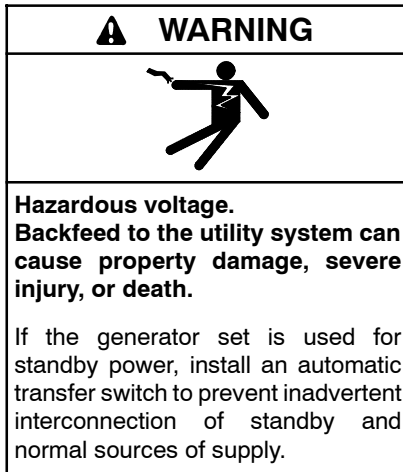 WARNING
Hazardous voltage.
Backfeed to the utility system can
cause property damage, severe
injury, or death.
If the generator set is used for
standby power, install an automatic
transfer switch to prevent inadvertent
interconnection of standby and
normal sources of supply.